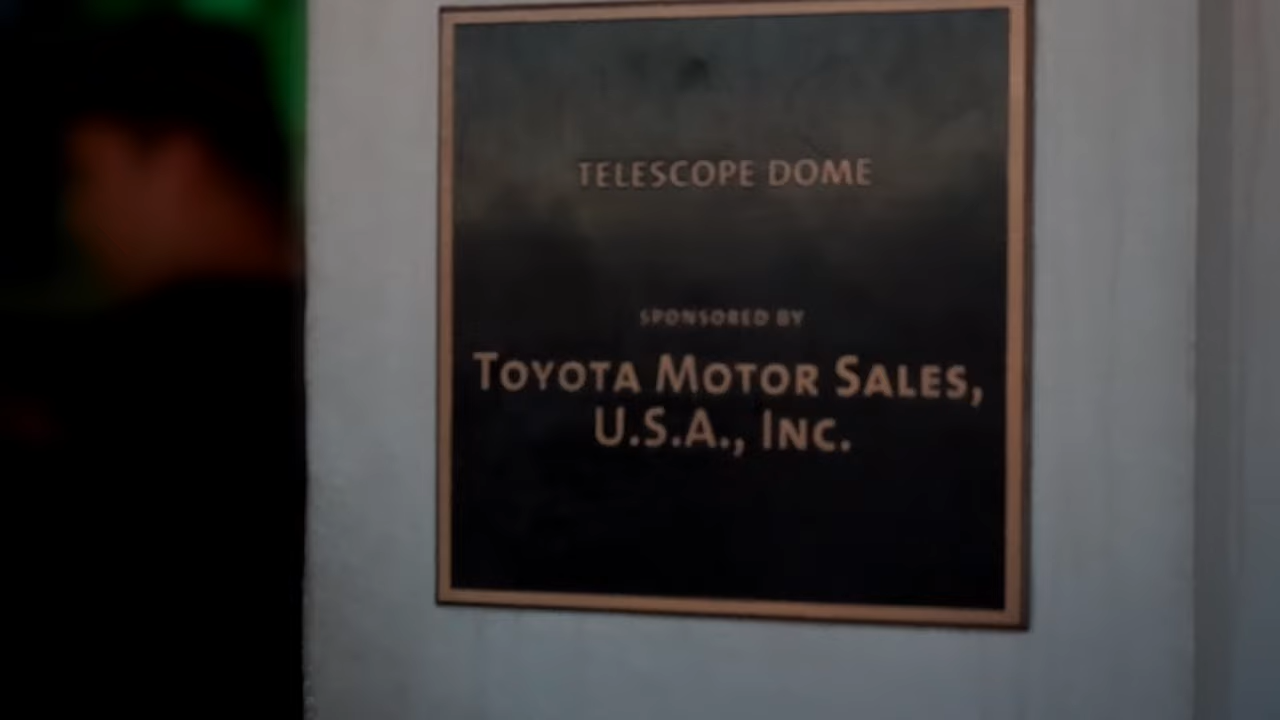 TELESCOPE DOME
SPONSORED BY
TOYOTA MOTOR SALES,
U.S.A., INC.